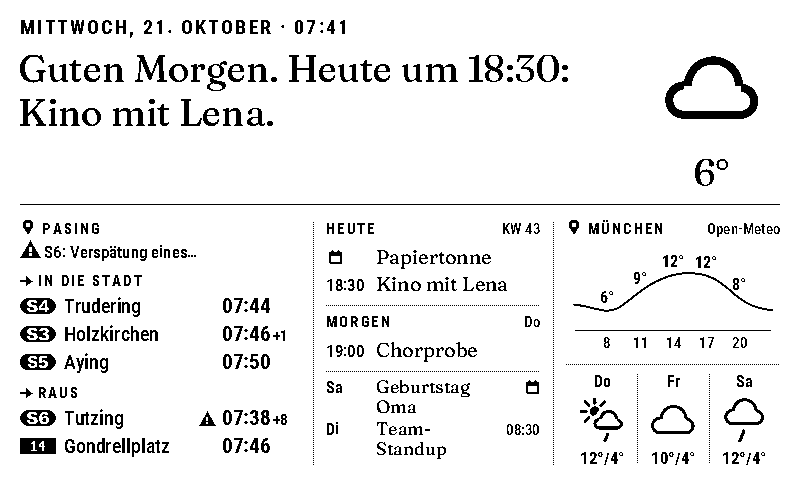 MITTWOCH, 21. OKTOBER · 07:41
Guten Morgen. Heute um 18:30:
Kino mit Lena.
6°
PASING
S6: Verspätung eines...
IN DIE STADT
S4 Trudering 07:44
S3 Holzkirchen 07:46 +1
S5 Aying 07:50
RAUS
S6 Tutzing 07:38 +8
14 Gondrellplatz 07:46
HEUTE KW 43
Papiertonne
18:30 Kino mit Lena
MORGEN Do
19:00 Chorprobe
Sa Geburtstag
Oma
Di Team-
Standup 08:30
MÜNCHEN Open-Meteo
6° 9° 12° 12° 8°
8 11 14 17 20
Do Fr Sa
12°/4° 10°/4° 12°/4°